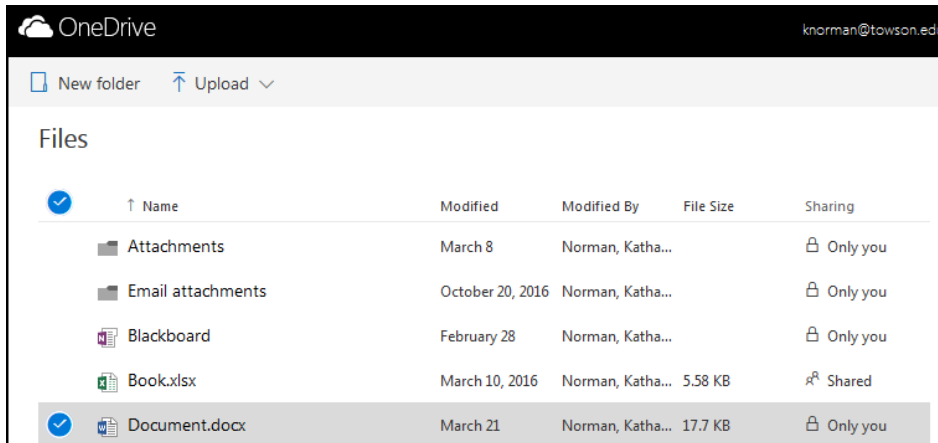 OneDrive knorman@towson.ed
New folder Upload
Files
Name Modified Modified By File Size Sharing
Attachments March 8 Norman, Katha... Only you
Email attachments October 20, 2016 Norman, Katha... Only you
Blackboard February 28 Norman, Katha... Only you
Book.xlsx March 10, 2016 Norman, Katha... 5.58 KB Shared
Document.docx March 21 Norman, Katha... 17.7 KB Only you